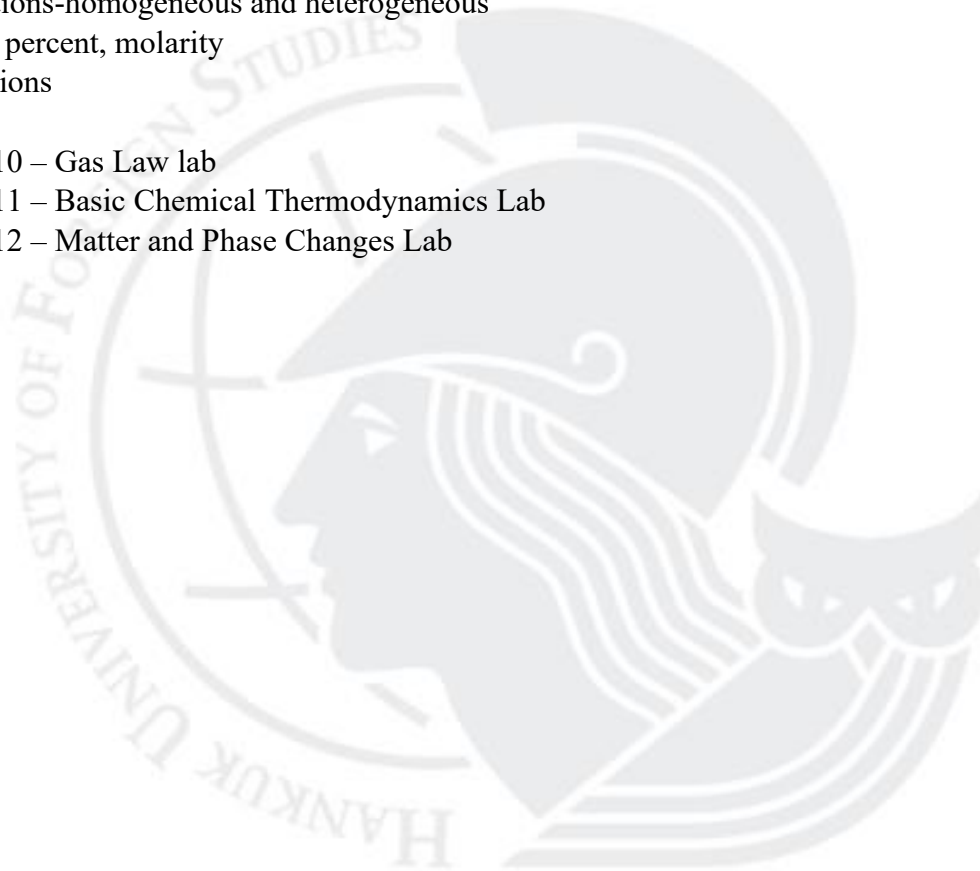 ions-homogeneous and heterogeneous
percent, molarity
ions
10 – Gas Law lab
11 – Basic Chemical Thermodynamics Lab
12 – Matter and Phase Changes Lab
HANKUK UNIVERSITY OF FOREIGN STUDIES